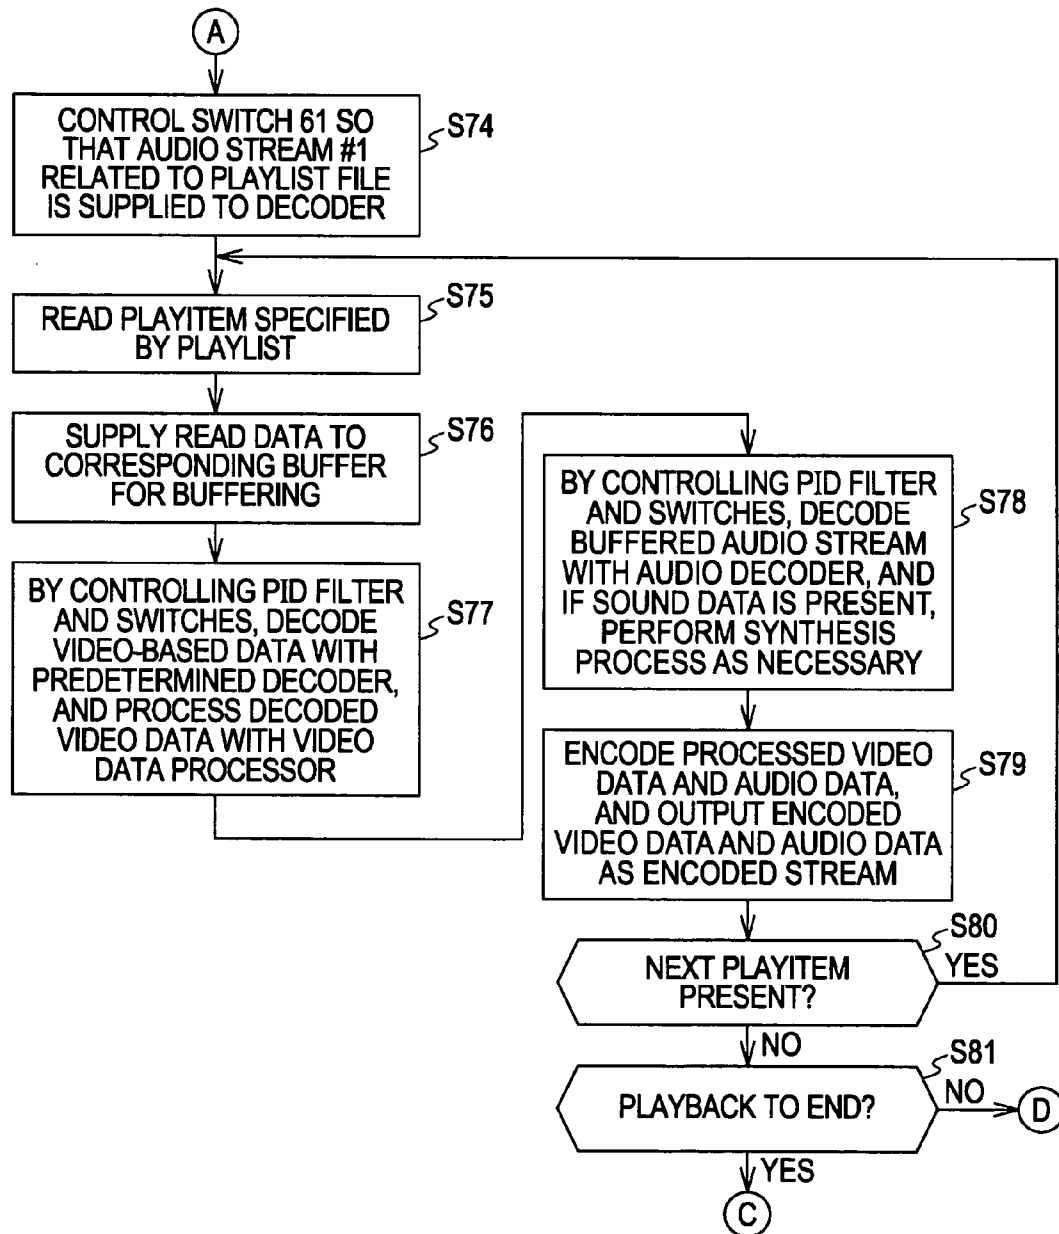 A
CONTROL SWITCH 61 SO
THAT AUDIO STREAM #1
RELATED TO PLAYLIST FILE
IS SUPPLIED TO DECODER
S74
READ PLAYITEM SPECIFIED
BY PLAYLIST
S75
SUPPLY READ DATA TO
CORRESPONDING BUFFER
FOR BUFFERING
S76
BY CONTROLLING PID FILTER
AND SWITCHES, DECODE
VIDEO-BASED DATA WITH
PREDETERMINED DECODER,
AND PROCESS DECODED
VIDEO DATA WITH VIDEO
DATA PROCESSOR
S77
BY CONTROLLING PID FILTER
AND SWITCHES, DECODE
BUFFERED AUDIO STREAM
WITH AUDIO DECODER, AND
IF SOUND DATA IS PRESENT,
PERFORM SYNTHESIS
PROCESS AS NECESSARY
S78
ENCODE PROCESSED VIDEO
DATA AND AUDIO DATA,
AND OUTPUT ENCODED
VIDEO DATA AND AUDIO DATA
AS ENCODED STREAM
S79
NEXT PLAYITEM
PRESENT?
S80
YES
NO
PLAYBACK TO END?
S81
NO
D
YES
C